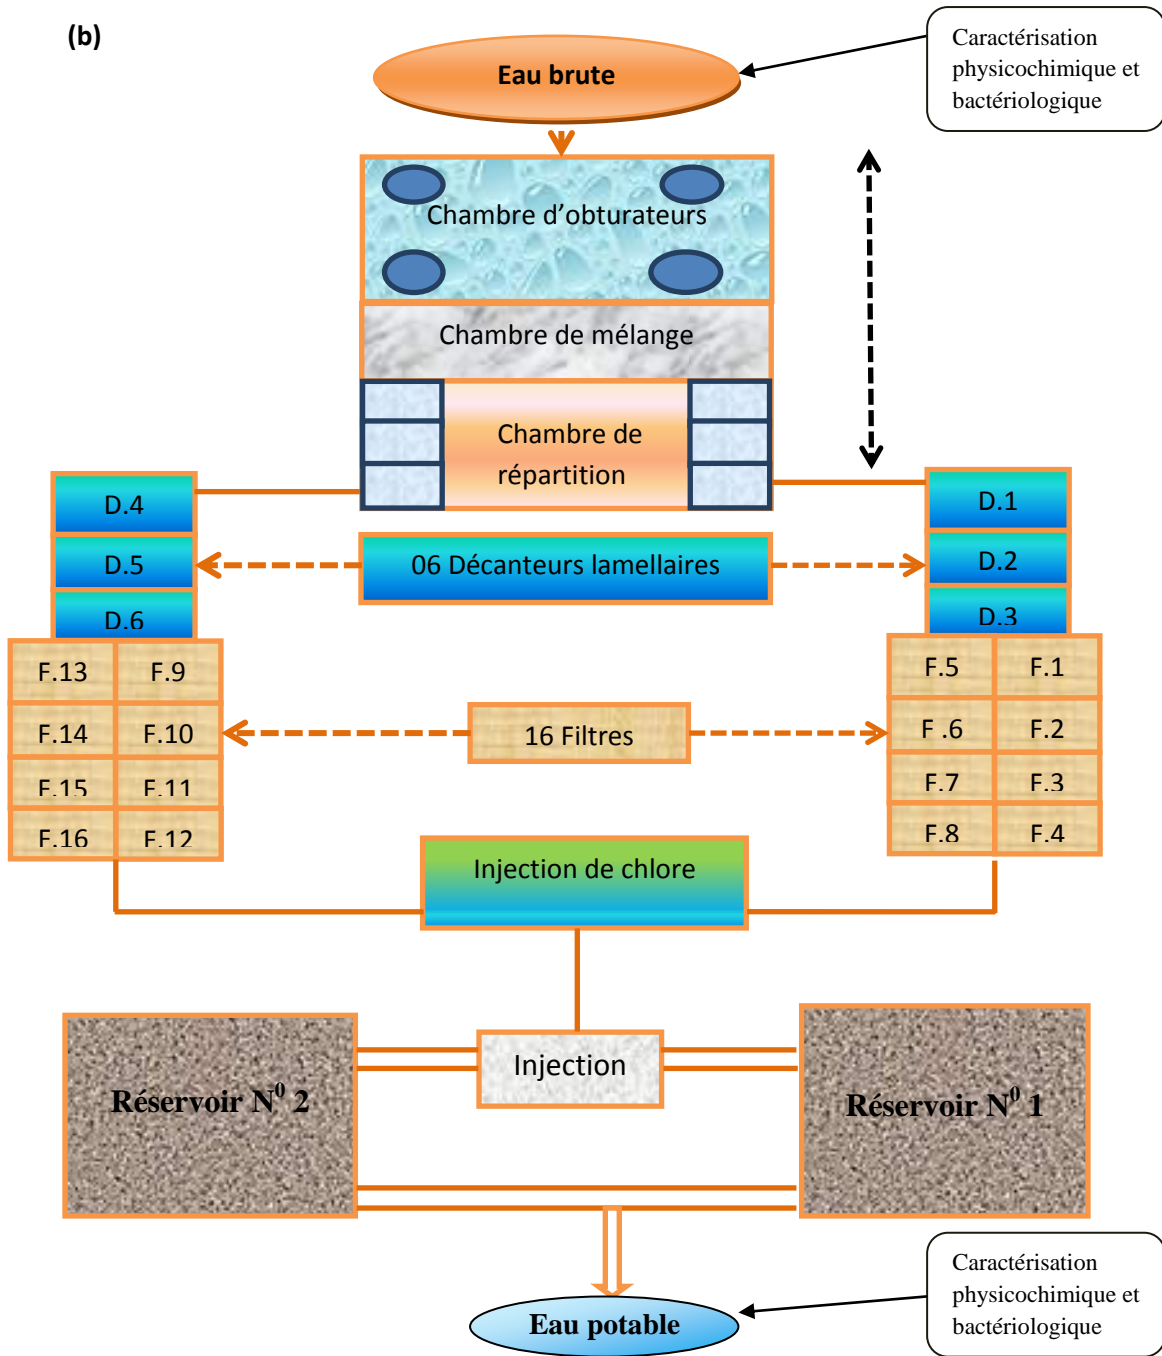 (b)
Eau brute
Caractérisation
physicochimique et
bactériologique
Chambre d’obturateurs
Chambre de mélange
Chambre de
répartition
D.4
D.1
D.5
06 Décanteurs lamellaires
D.2
D.6
D.3
F.13
F.9
F.5
F.1
F.14
F.10
16 Filtres
F .6
F.2
F.15
F.11
F.7
F.3
F.16
F.12
F.8
F.4
Injection de chlore
Injection
Réservoir N⁰ 2
Réservoir N⁰ 1
Caractérisation
physicochimique et
bactériologique
Eau potable